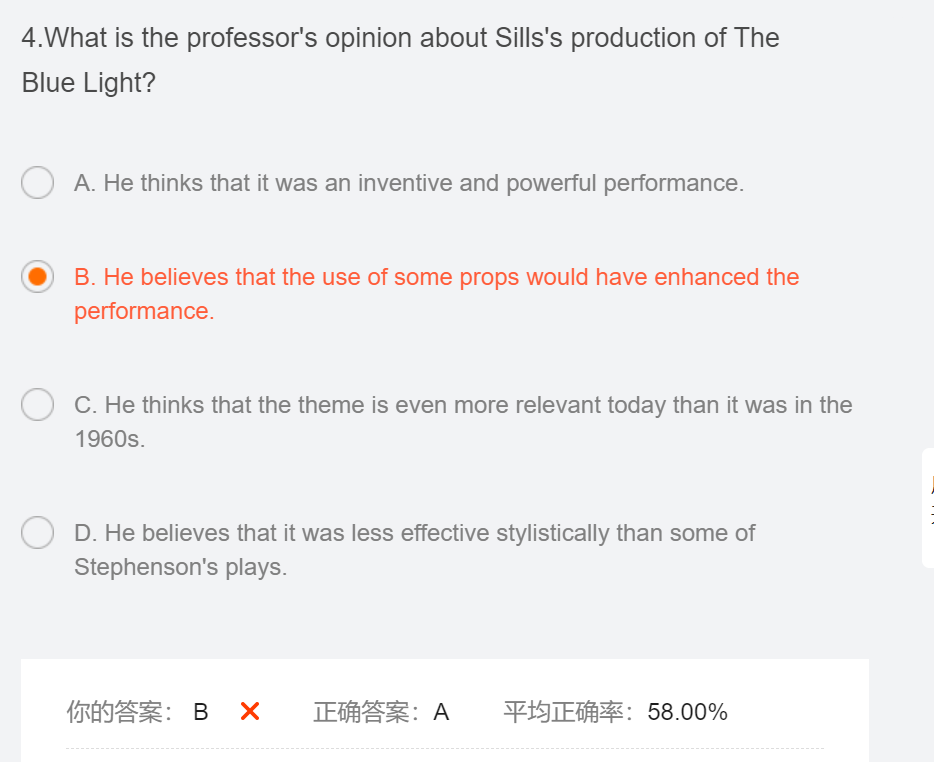 4.What is the professor's opinion about Sills's production of The
Blue Light?
A. He thinks that it was an inventive and powerful performance.
B. He believes that the use of some props would have enhanced the
performance.
C. He thinks that the theme is even more relevant today than it was in the
1960s.
D. He believes that it was less effective stylistically than some of
Stephenson's plays.
你的答案： B 正确答案：A 平均正确率：58.00%